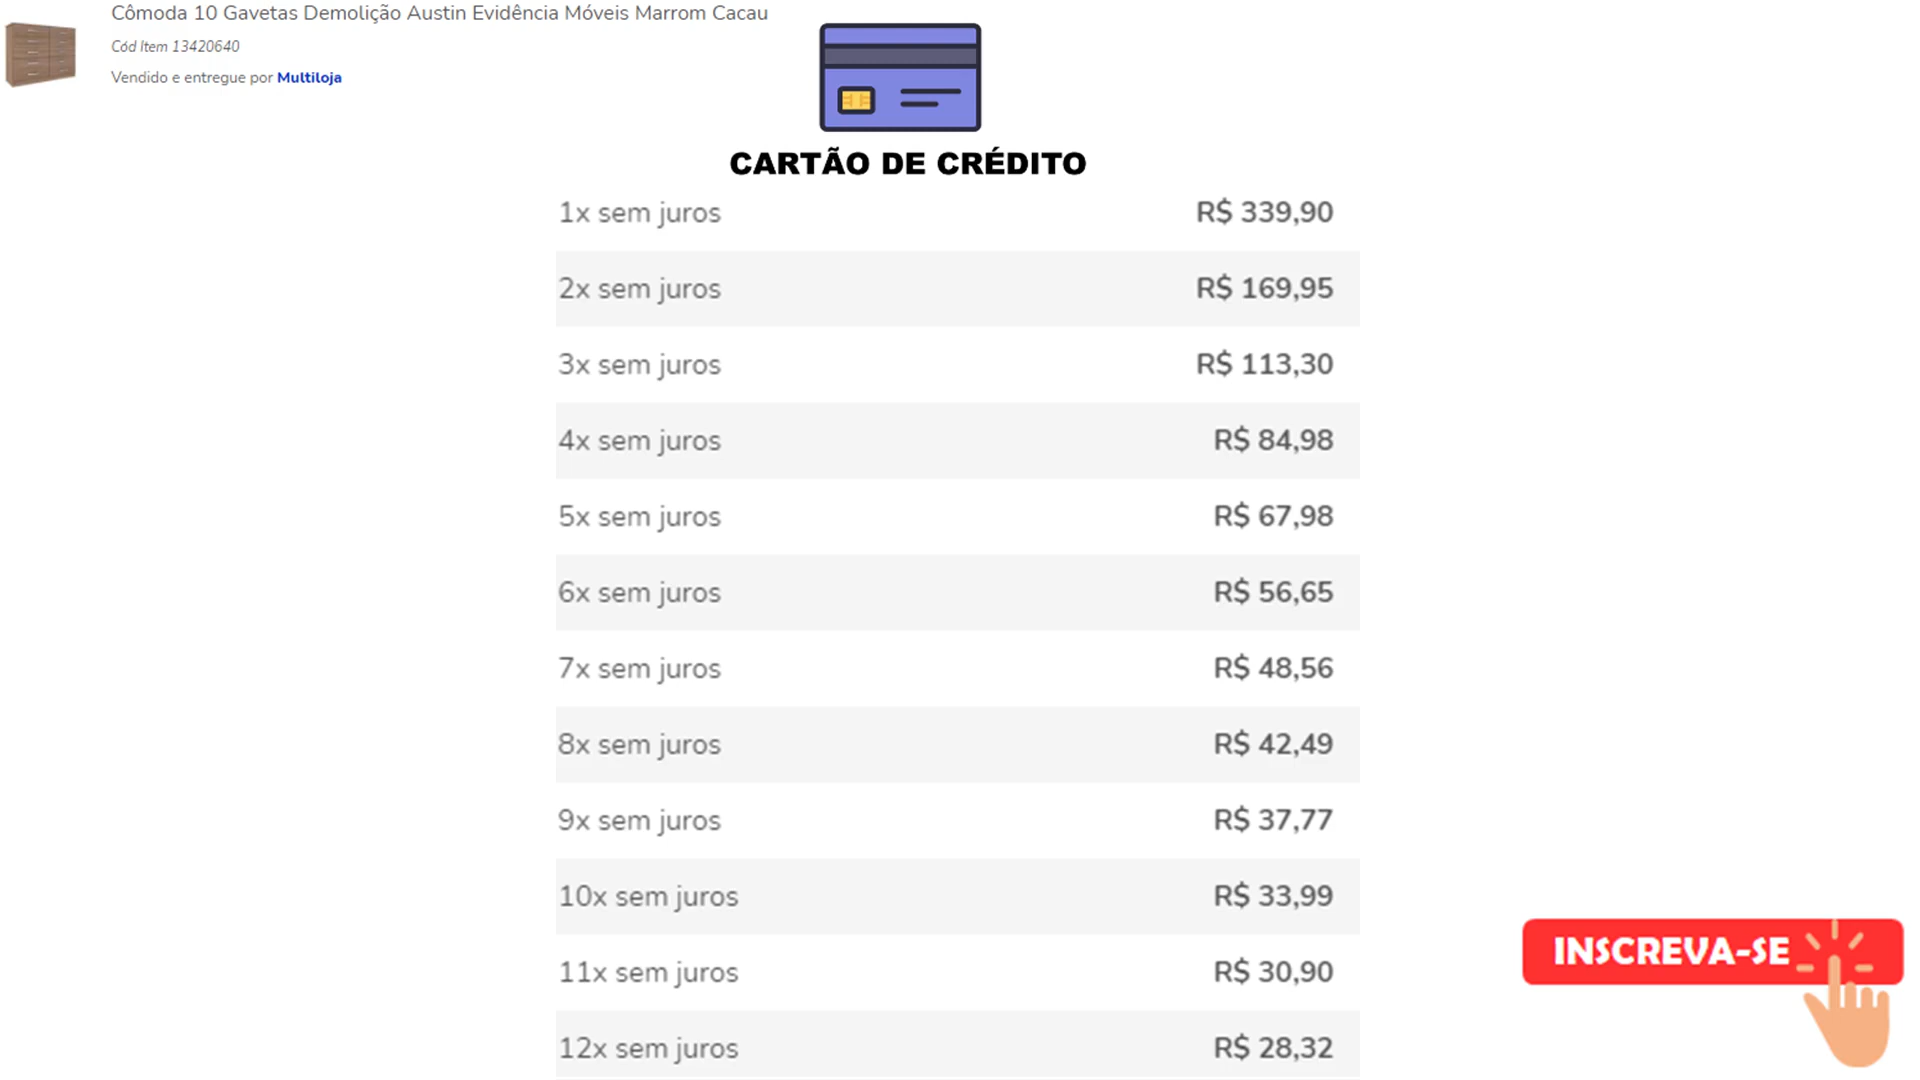 Cômoda 10 Gavetas Demolição Austin Evidência Móveis Marrom Cacau
Cód Item 13420640
Vendido e entregue por Multiloja
CARTÃO DE CRÉDITO
1x sem juros R$ 339,90
2x sem juros R$ 169,95
3x sem juros R$ 113,30
4x sem juros R$ 84,98
5x sem juros R$ 67,98
6x sem juros R$ 56,65
7x sem juros R$ 48,56
8x sem juros R$ 42,49
9x sem juros R$ 37,77
10x sem juros R$ 33,99
11x sem juros R$ 30,90
12x sem juros R$ 28,32
INSCREVA-SE